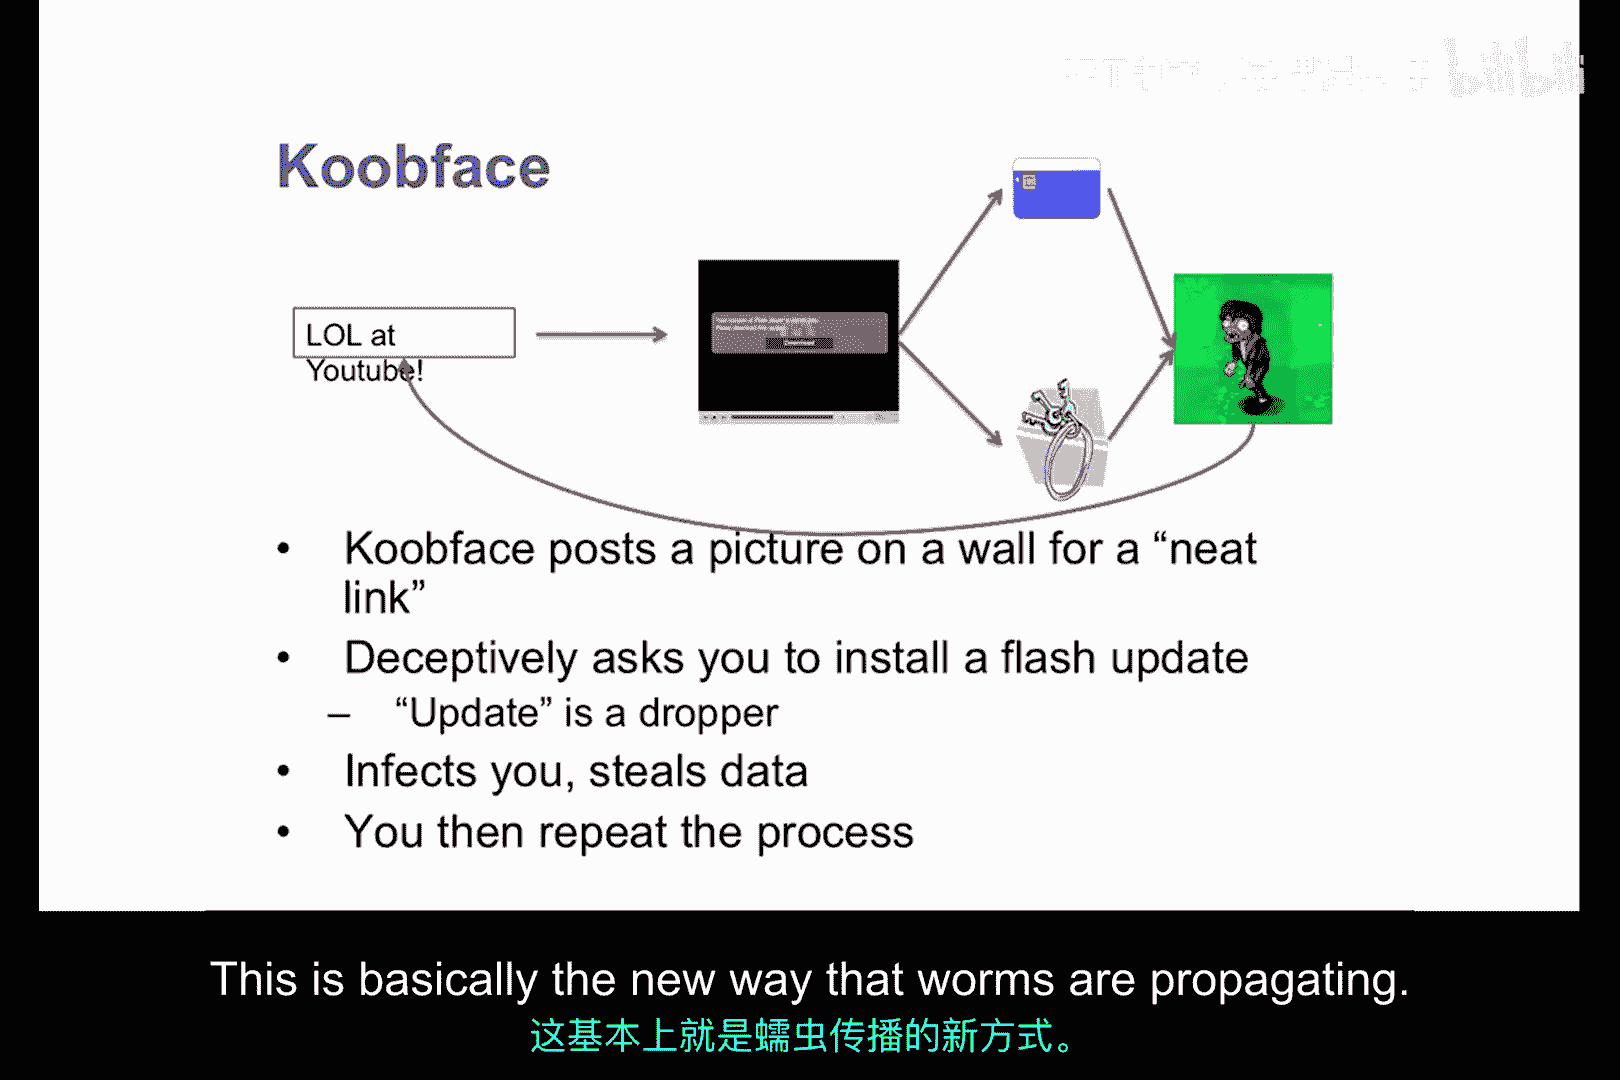 bilibili
Koobface
LOL at
Youtube!
• Koobface posts a picture on a wall for a “neat
link”
• Deceptively asks you to install a flash update
– “Update” is a dropper
• Infects you, steals data
• You then repeat the process
This is basically the new way that worms are propagating.
这基本上就是蠕虫传播的新方式。